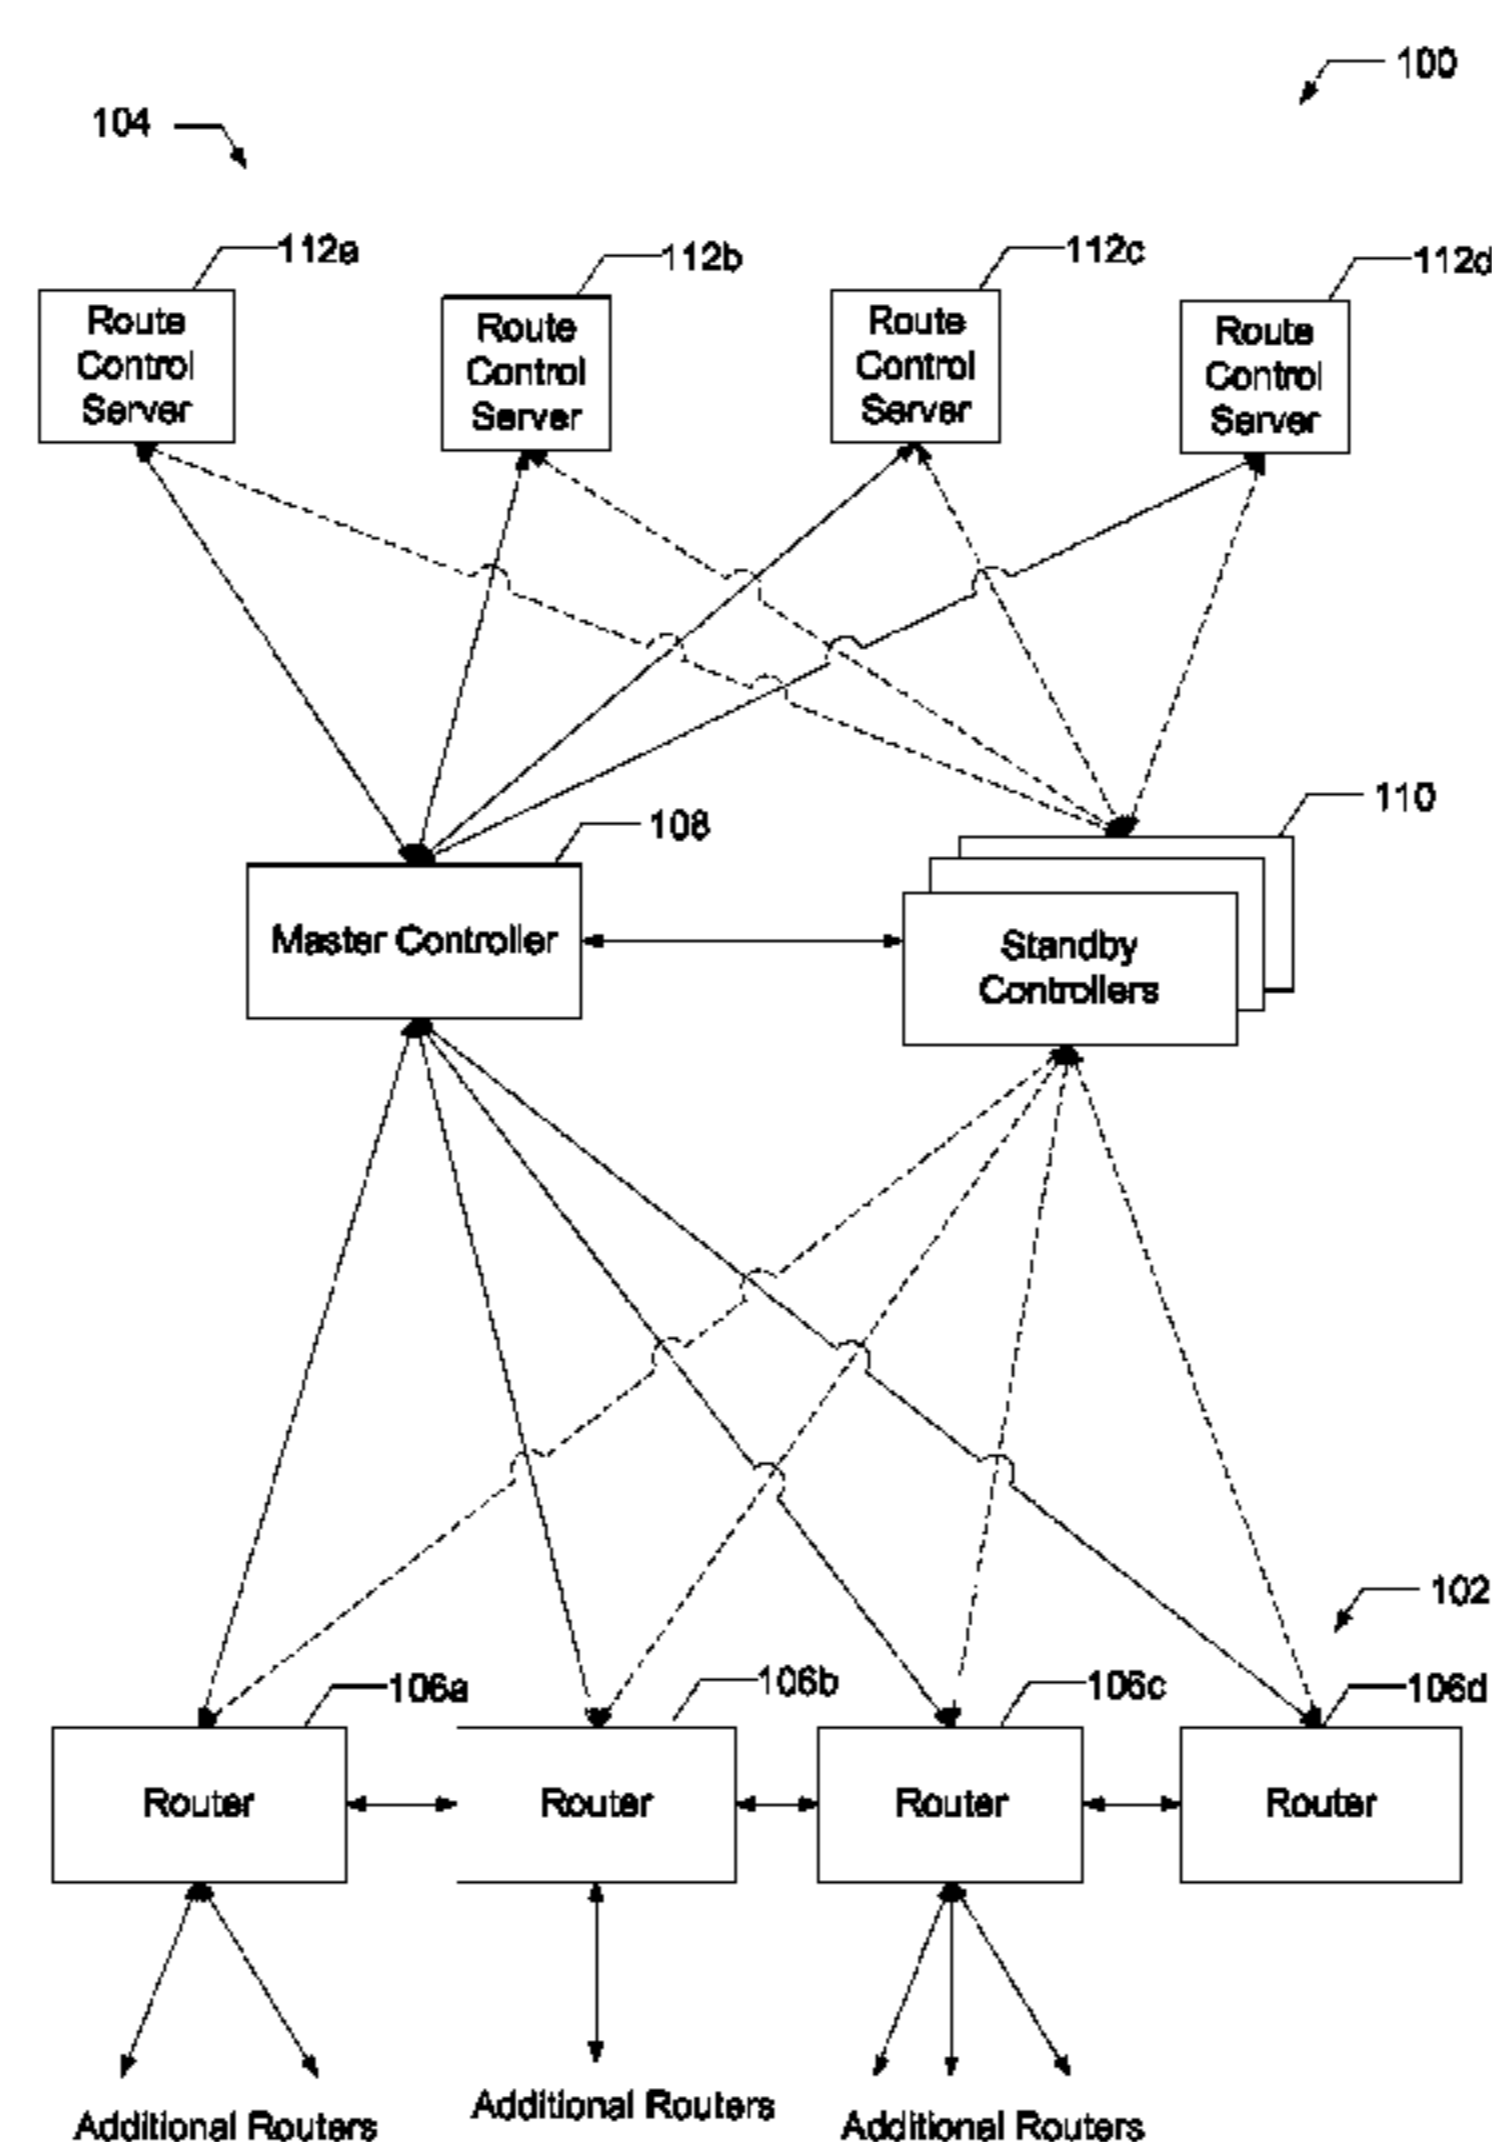 100
104
112a
112b
112c
112d
Route
Control
Server
Route
Control
Server
Route
Control
Server
Route
Control
Server
110
108
Master Controller
Standby
Controllers
102
106a
106b
106c
106d
Router
Router
Router
Router
Additional Routers
Additional Routers
Additional Routers